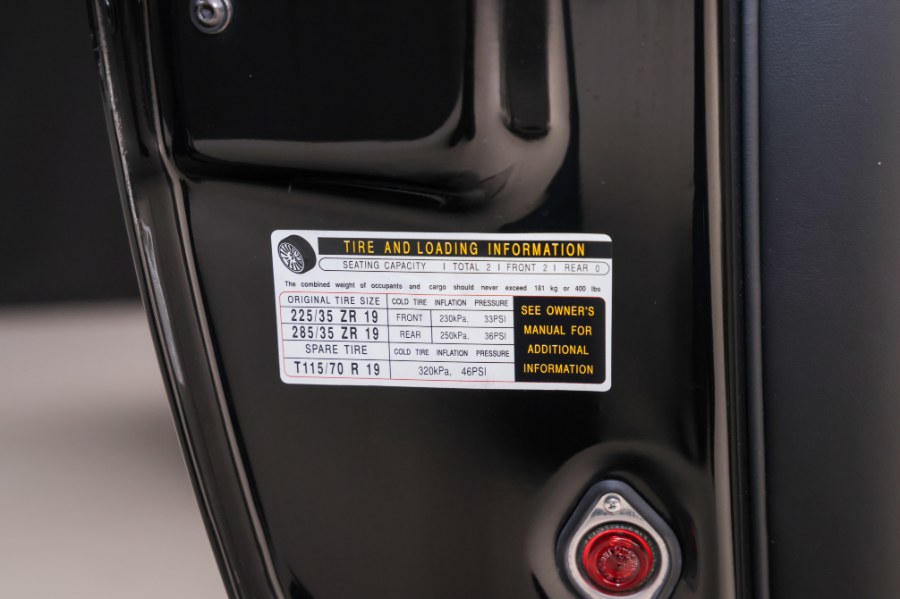 TIRE AND LOADING INFORMATION
SEATING CAPACITY | TOTAL 2 | FRONT 2 | REAR 0
The combined weight of occupants and cargo should never exceed 181 kg or 400 lbs
ORIGINAL TIRE SIZE COLD TIRE INFLATION PRESSURE
225/35 ZR 19 FRONT 230kPa, 33PSI
285/35 ZR 19 REAR 250kPa, 36PSI
SPARE TIRE COLD TIRE INFLATION PRESSURE
T115/70 R 19 320kPa, 46PSI
SEE OWNER'S
MANUAL FOR
ADDITIONAL
INFORMATION